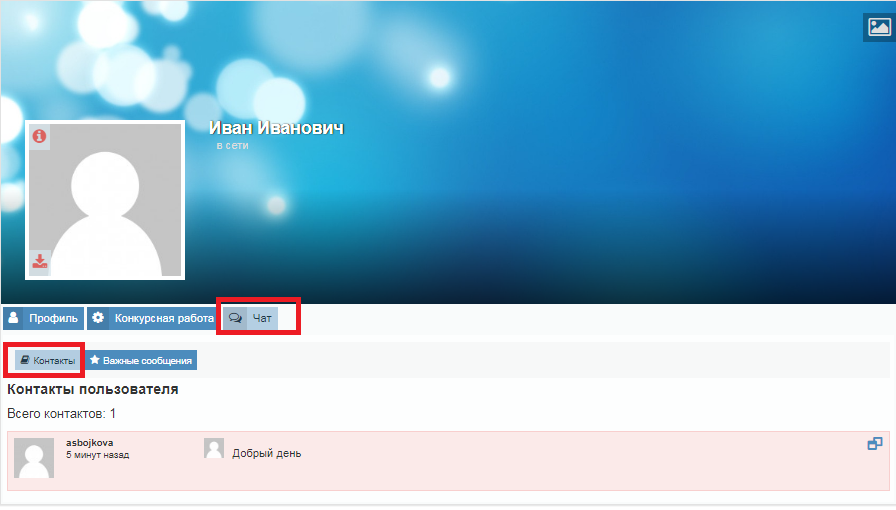 Иван Иванович
в сети
Профиль Конкурсная работа Чат
Контакты Важные сообщения
Контакты пользователя
Всего контактов: 1
asbojkova
5 минут назад
Добрый день